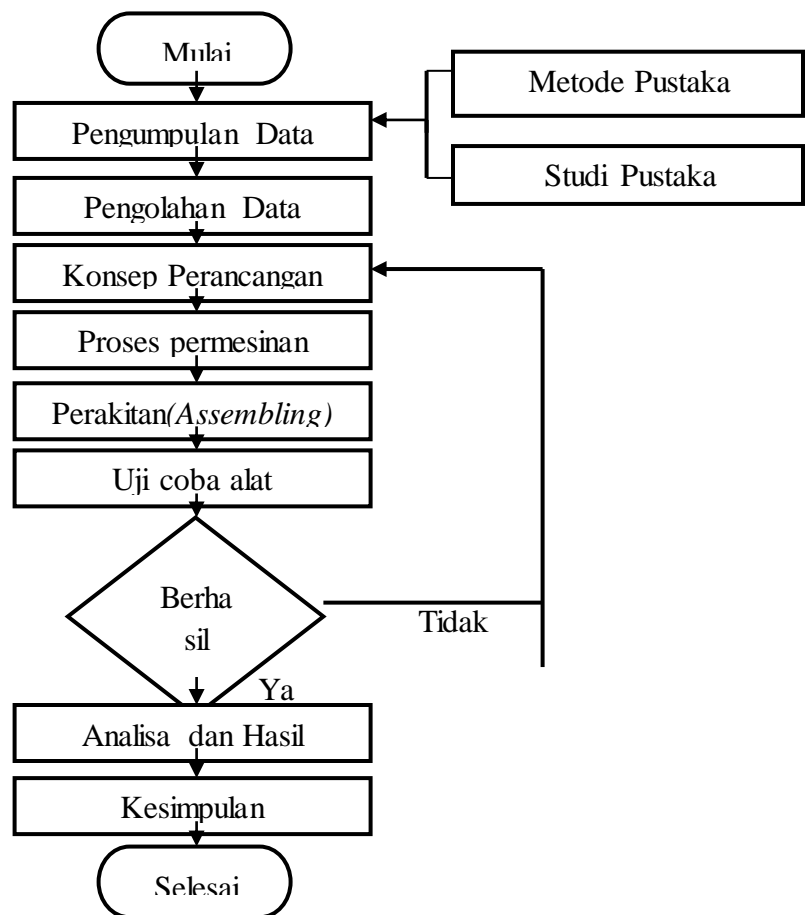 Mulai
Metode Pustaka
Pengumpulan Data
Studi Pustaka
Pengolahan Data
Konsep Perancangan
Proses permesinan
Perakitan(Assembling)
Uji coba alat
Berha
sil
Tidak
Ya
Analisa dan Hasil
Kesimpulan
Selesai